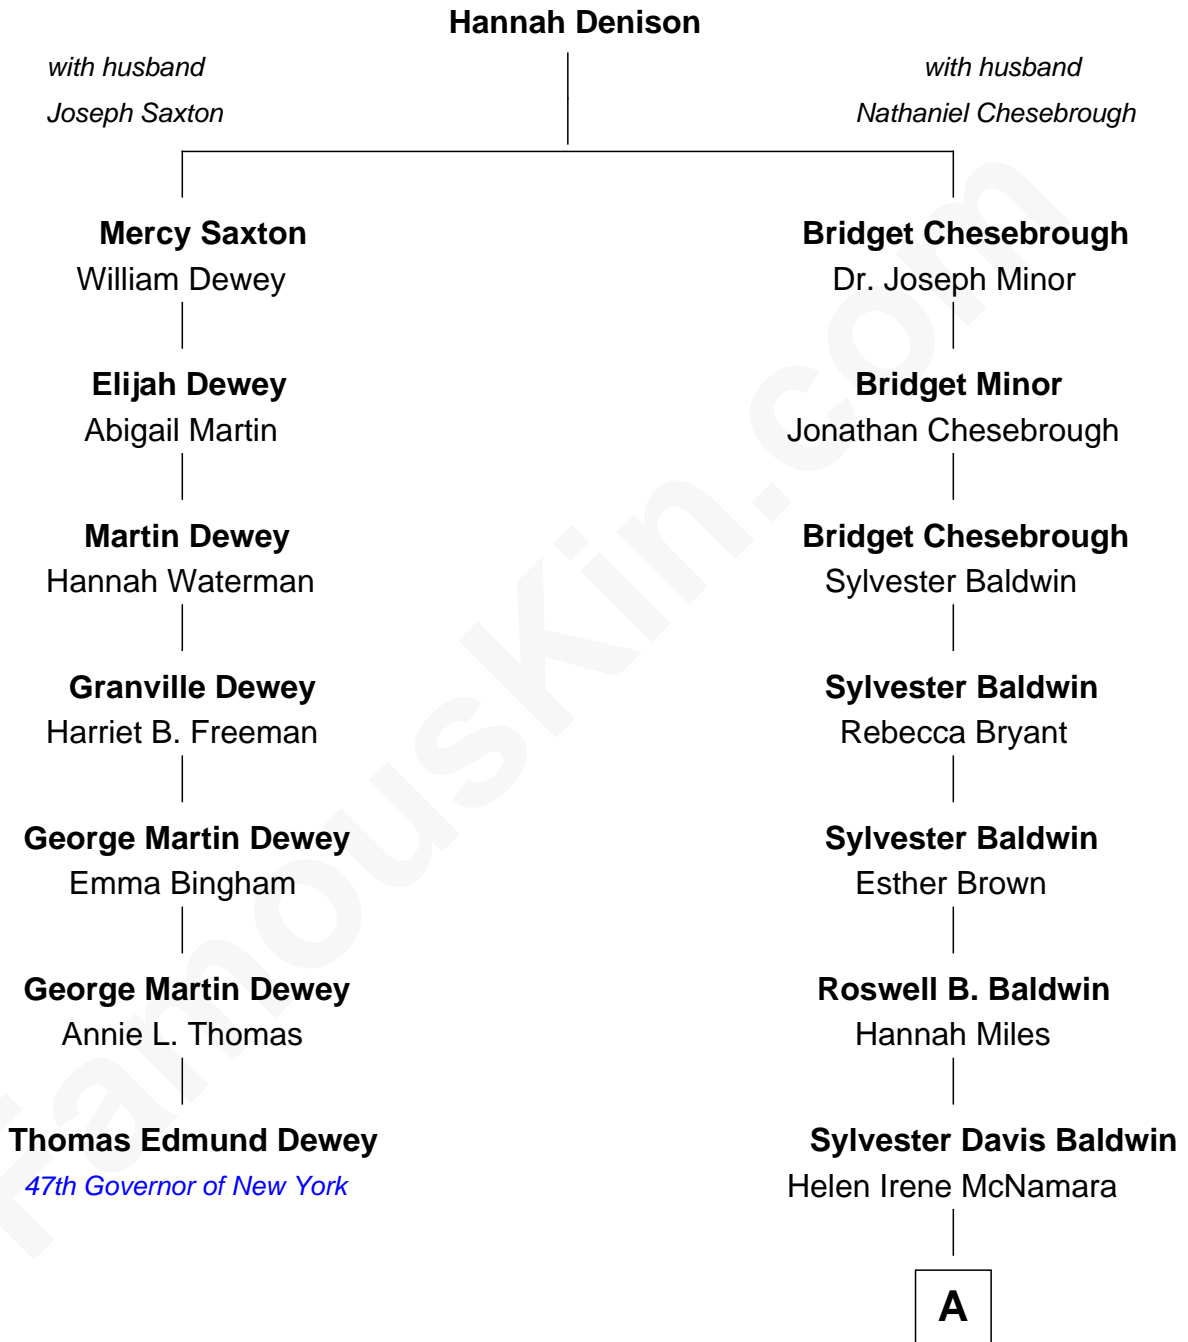 Hannah Denison
with husband
Joseph Saxton
with husband
Nathaniel Chesebrough
Mercy Saxton
William Dewey
Bridget Chesebrough
Dr. Joseph Minor
Elijah Dewey
Abigail Martin
Bridget Minor
Jonathan Chesebrough
Martin Dewey
Hannah Waterman
Bridget Chesebrough
Sylvester Baldwin
Granville Dewey
Harriet B. Freeman
Sylvester Baldwin
Rebecca Bryant
George Martin Dewey
Emma Bingham
Sylvester Baldwin
Esther Brown
George Martin Dewey
Annie L. Thomas
Roswell B. Baldwin
Hannah Miles
Thomas Edmund Dewey
47th Governor of New York
Sylvester Davis Baldwin
Helen Irene McNamara
A
FamousKin.com